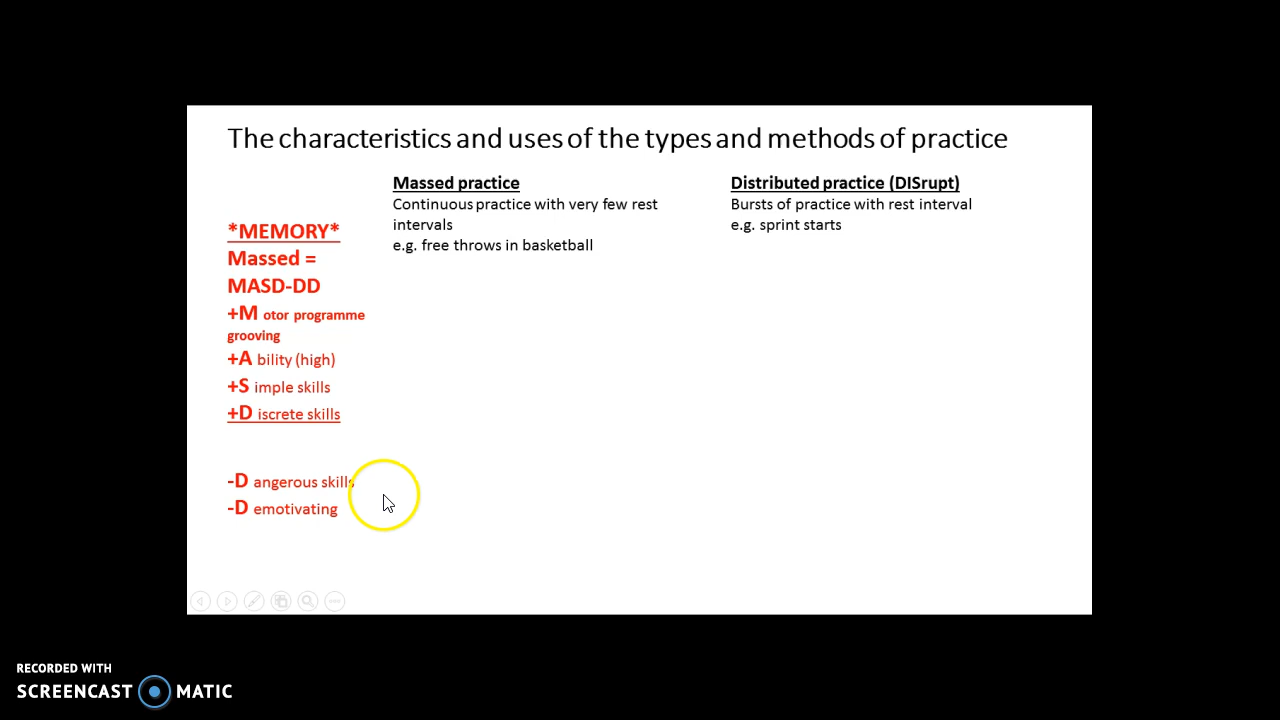 The characteristics and uses of the types and methods of practice
*MEMORY*
Massed =
MASD-DD
+M otor programme
grooving
+A bility (high)
+S imple skills
+D iscrete skills
-D angerous skills
-D emotivating
Massed practice
Continuous practice with very few rest
intervals
e.g. free throws in basketball
Distributed practice (DISrupt)
Bursts of practice with rest interval
e.g. sprint starts
RECORDED WITH
SCREENCAST MATIC